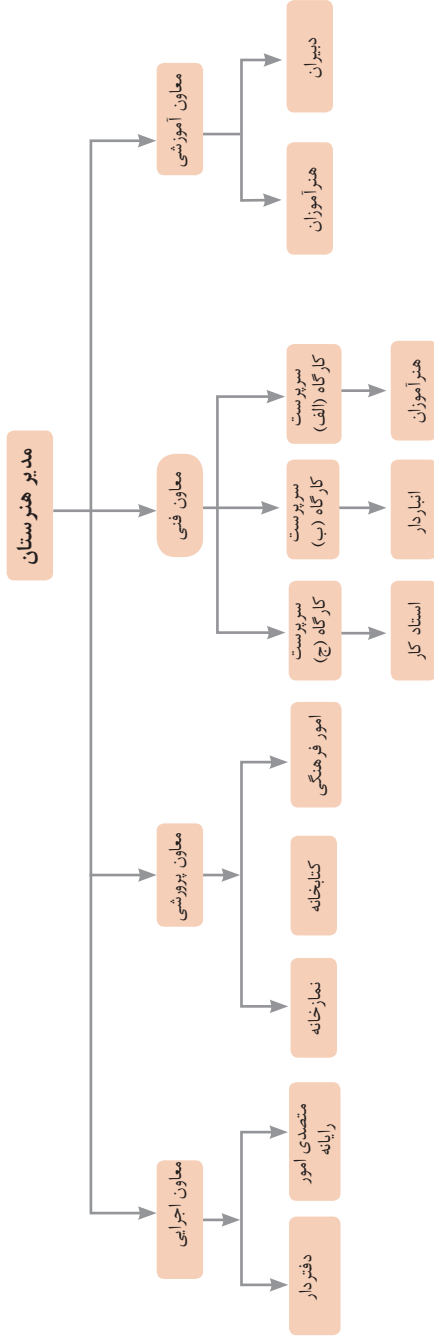 مدیر هنرستان
معاون آموزشی
معاون فنی
معاون پرورشی
معاون اجرایی
دبیران
هنرآموزان
سرپرست
کارگاه (الف)
سرپرست
کارگاه (ب)
سرپرست
کارگاه (ج)
امور فرهنگی
کتابخانه
نمازخانه
متصدی امور
رایانه
دفتردار
هنرآموزان
انباردار
استاد کار